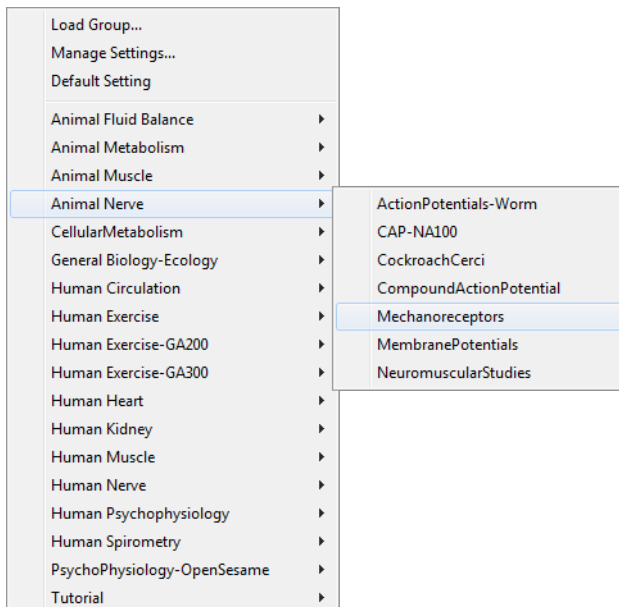 Load Group...
Manage Settings...
Default Setting
Animal Fluid Balance
Animal Metabolism
Animal Muscle
Animal Nerve
CellularMetabolism
General Biology-Ecology
Human Circulation
Human Exercise
Human Exercise-GA200
Human Exercise-GA300
Human Heart
Human Kidney
Human Muscle
Human Nerve
Human Psychophysiology
Human Spirometry
PsychoPhysiology-OpenSesame
Tutorial
ActionPotentials-Worm
CAP-NA100
CockroachCerci
CompoundActionPotential
Mechanoreceptors
MembranePotentials
NeuromuscularStudies